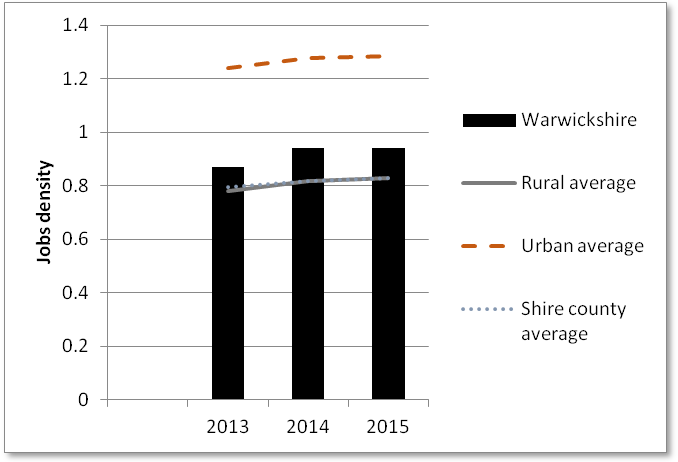 1.4
1.2
1
0.8
0.6
0.4
0.2
0
Jobs density
2013 2014 2015
Warwickshire
Rural average
Urban average
Shire county
average